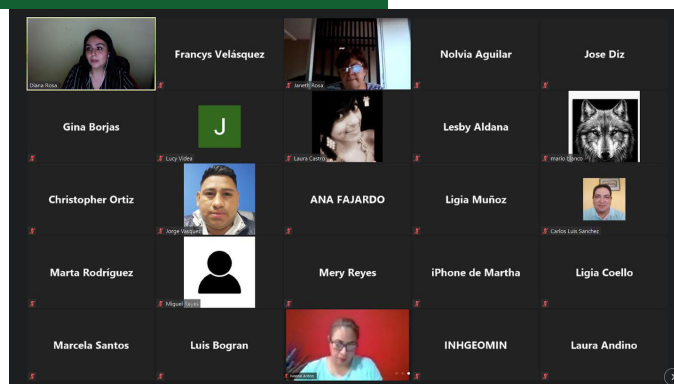 Diana Rosa
Francys Velásquez
Janeth Rosa
Nolvia Aguilar
Jose Diz
Gina Borjas
J
Lucy Videa
Laura Castro
Lesby Aldana
mario blanco
Christopher Ortiz
Jorge Vasquez
ANA FAJARDO
Ligia Muñoz
Carlos Luis Sanchez
Marta Rodríguez
Miguel
Mery Reyes
iPhone de Martha
Ligia Coello
Marcela Santos
Luis Bogran
INHGEOMIN
Laura Andino